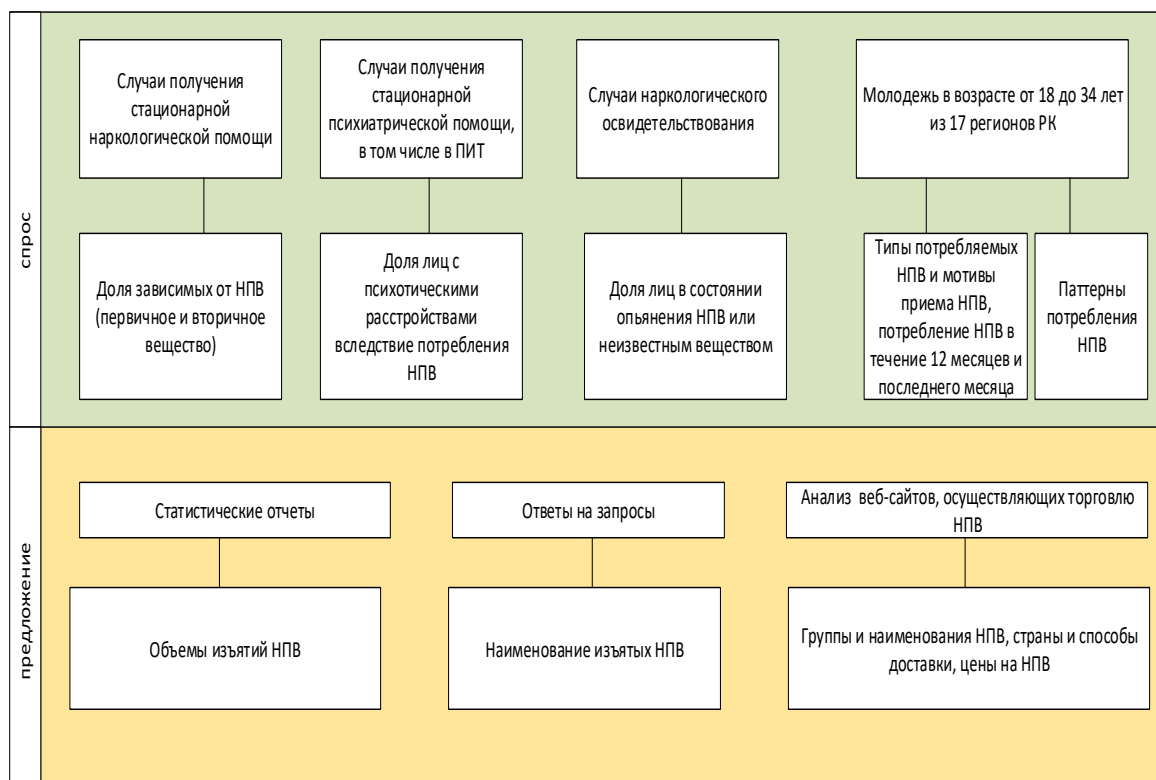 спрос
Случаи получения
стационарной
наркологической помощи
Случаи получения
стационарной
психиатрической помощи,
в том числе в ПИТ
Случаи наркологического
освидетельствования
Молодежь в возрасте от 18 до 34 лет
из 17 регионов РК
Доля зависимых от НПВ
(первичное и вторичное
вещество)
Доля лиц с
психотическими
расстройствами
вследствие потребления
НПВ
Доля лиц в состоянии
опьянения НПВ или
неизвестным веществом
Типы потребляемых
НПВ и мотивы
приема НПВ,
потребление НПВ в
течение 12 месяцев и
последнего месяца
Паттерны
потребления
НПВ
предложение
Статистические отчеты
Ответы на запросы
Анализ веб-сайтов, осуществляющих торговлю
НПВ
Объемы изъятий НПВ
Наименование изъятых НПВ
Группы и наименования НПВ, страны и способы
доставки, цены на НПВ